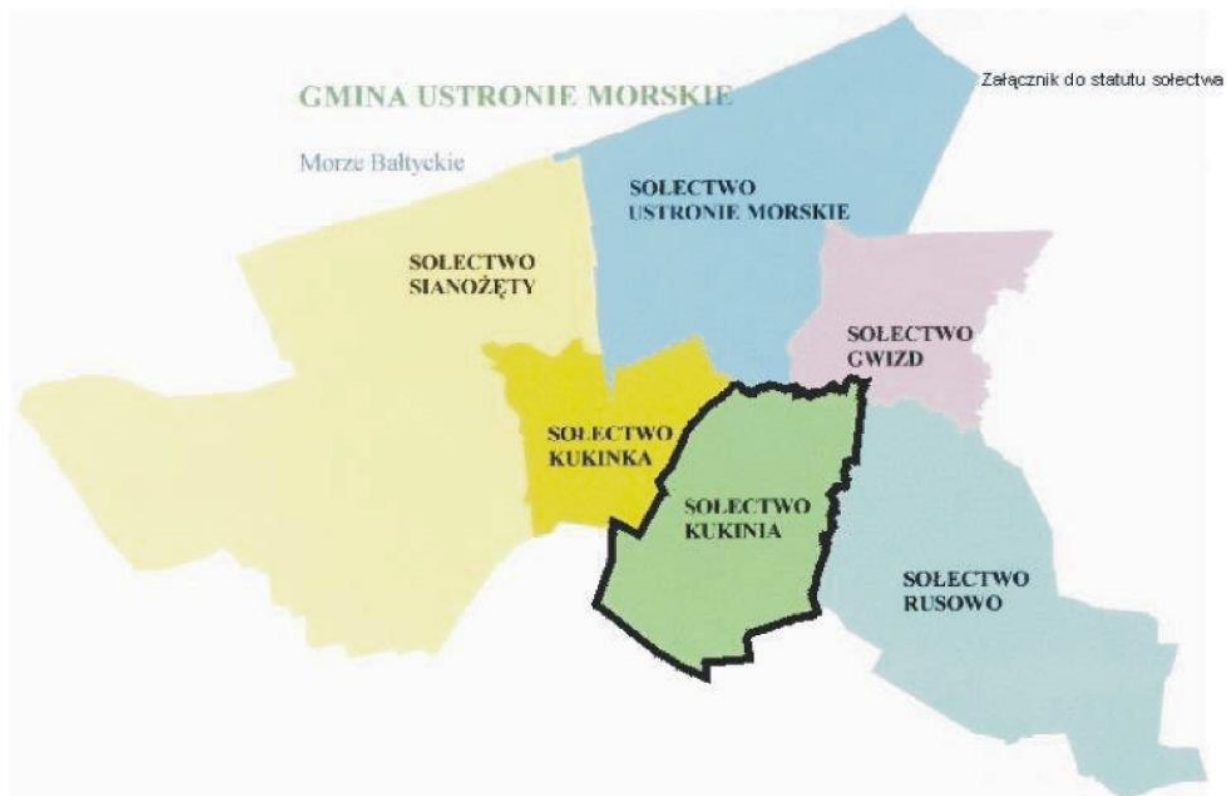 Załącznik do statutu sołectwa
GMINA USTRONIE MORSKIE
Morze Bałtyckie
SOŁECTWO
USTRONIE MORSKIE
SOŁECTWO
SIANOŻĘTY
SOŁECTWO
GWIZD
SOŁECTWO
KUKINKA
SOŁECTWO
KUKINIA
SOŁECTWO
RUSOWO